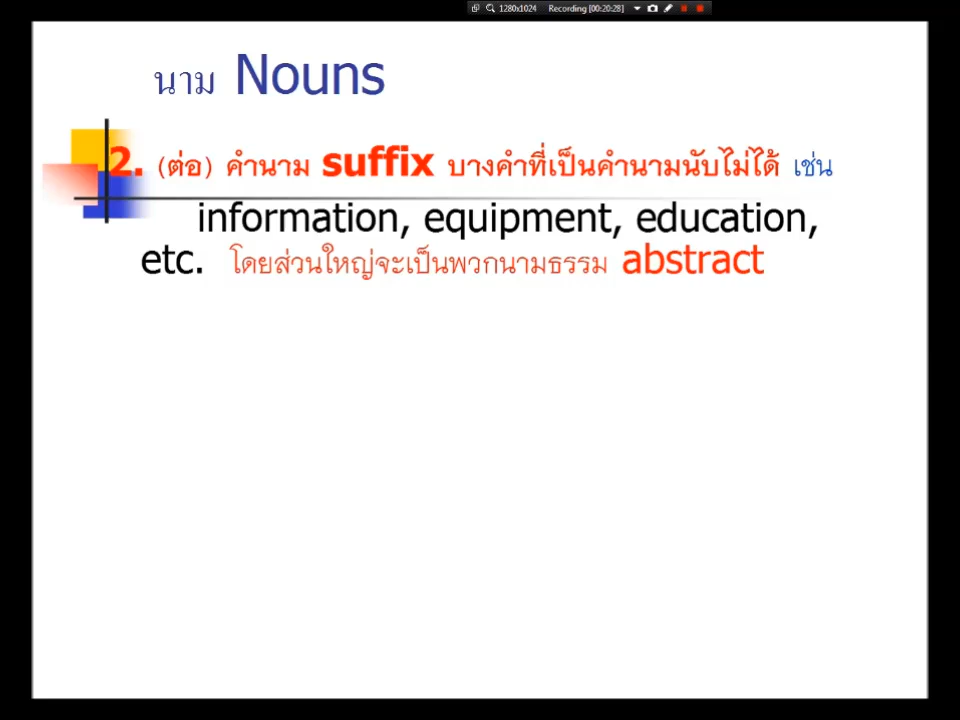 1280x1024 Recording [00:20:28]
นาม Nouns
2. (ต่อ) คำนาม suffix บางคำที่เป็นคำนามนับไม่ได้ เช่น
information, equipment, education,
etc. โดยส่วนใหญ่จะเป็นพวกนามธรรม abstract